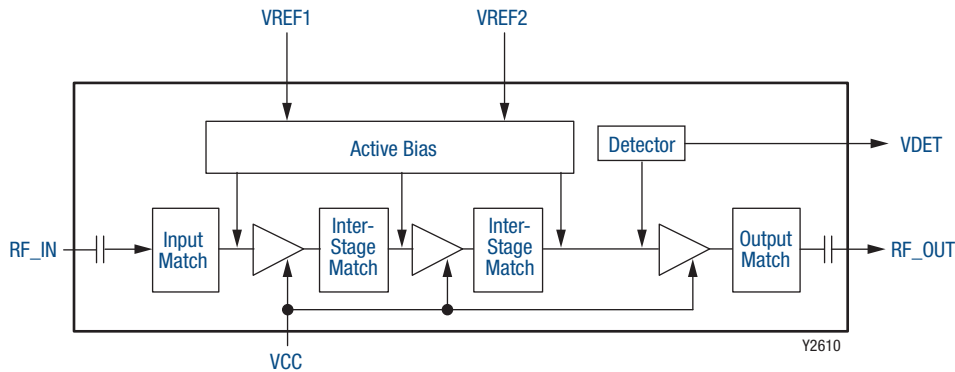 VREF1
VREF2
Active Bias
Detector
VDET
RF_IN
Input
Match
Inter-
Stage
Match
Inter-
Stage
Match
Output
Match
RF_OUT
VCC
Y2610